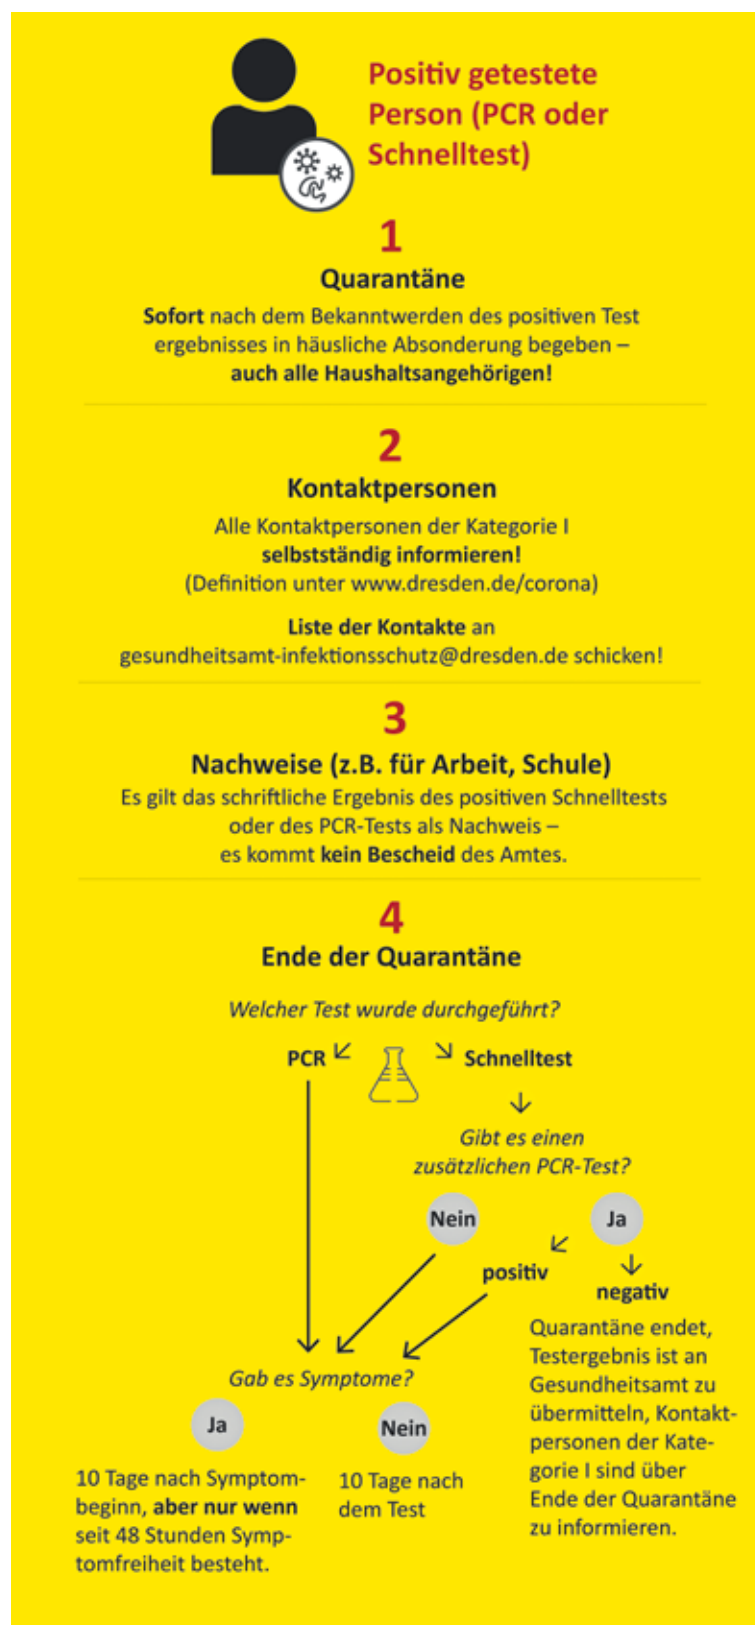 Positiv getestete
Person (PCR oder
Schnelltest)
1
Quarantäne
Sofort nach dem Bekanntwerden des positiven Test
ergebnisses in häusliche Absonderung begeben –
auch alle Haushaltsangehörigen!
2
Kontaktpersonen
Alle Kontaktpersonen der Kategorie I
selbstständig informieren!
(Definition unter www.dresden.de/corona)
Liste der Kontakte an
gesundheitsamt-infektionsschutz@dresden.de schicken!
3
Nachweise (z.B. für Arbeit, Schule)
Es gilt das schriftliche Ergebnis des positiven Schnelltests
oder des PCR-Tests als Nachweis –
es kommt kein Bescheid des Amtes.
4
Ende der Quarantäne
Welcher Test wurde durchgeführt?
PCR
Schnelltest
Gibt es einen
zusätzlichen PCR-Test?
Nein
Ja
positiv
negativ
Quarantäne endet,
Testergebnis ist an
Gesundheitsamt zu
übermitteln, Kontakt-
personen der Kate-
gorie I sind über
Ende der Quarantäne
zu informieren.
Gab es Symptome?
Ja
Nein
10 Tage nach Symptom-
beginn, aber nur wenn
seit 48 Stunden Symp-
tomfreiheit besteht.
10 Tage nach
dem Test